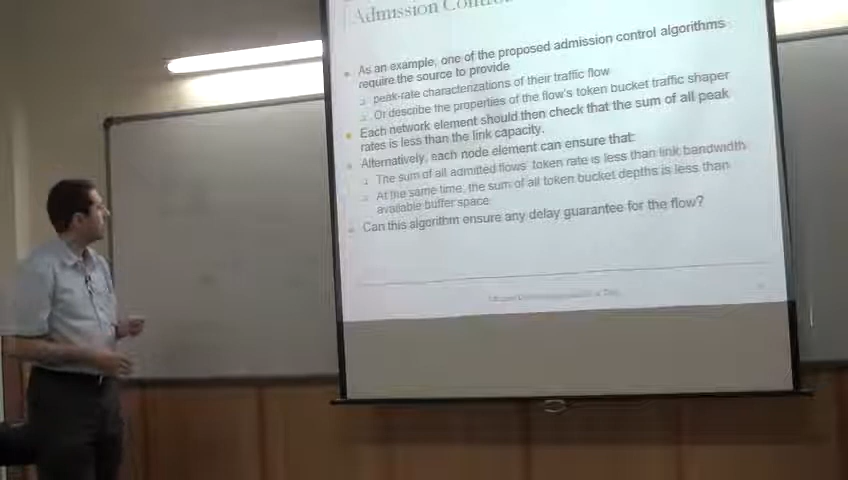 Admission Control
As an example, one of the proposed admission control algorithms
require the source to provide
peak-rate characterizations of their traffic flow
Or describe the properties of the flow's token bucket traffic shaper
Each network element should then check that the sum of all peak
rates is less than the link capacity.
Alternatively, each node element can ensure that:
The sum of all admitted flows' token rate is less than link bandwidth
At the same time, the sum of all token bucket depths is less than
available buffer space
Can this algorithm ensure any delay guarantee for the flow?